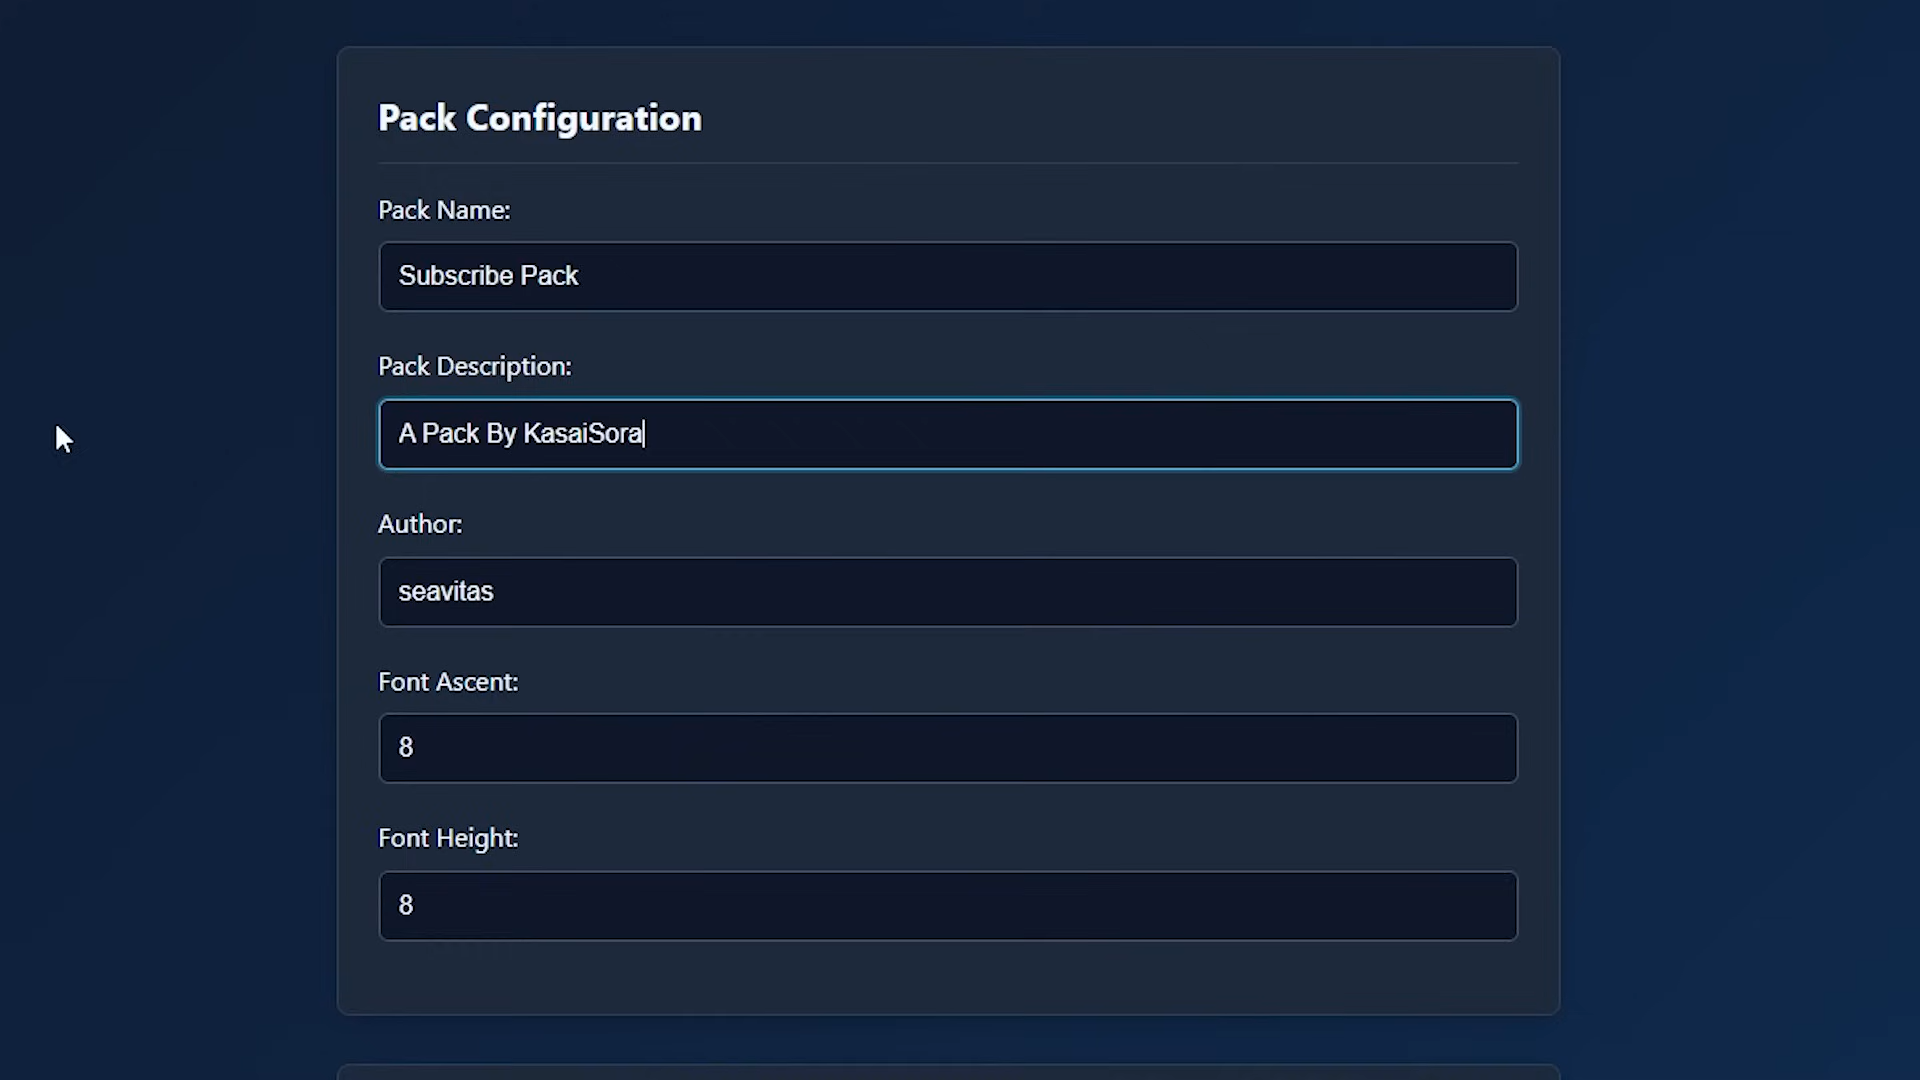 Pack Configuration
Pack Name:
Subscribe Pack
Pack Description:
A Pack By KasaiSora
Author:
seavitas
Font Ascent:
8
Font Height:
8